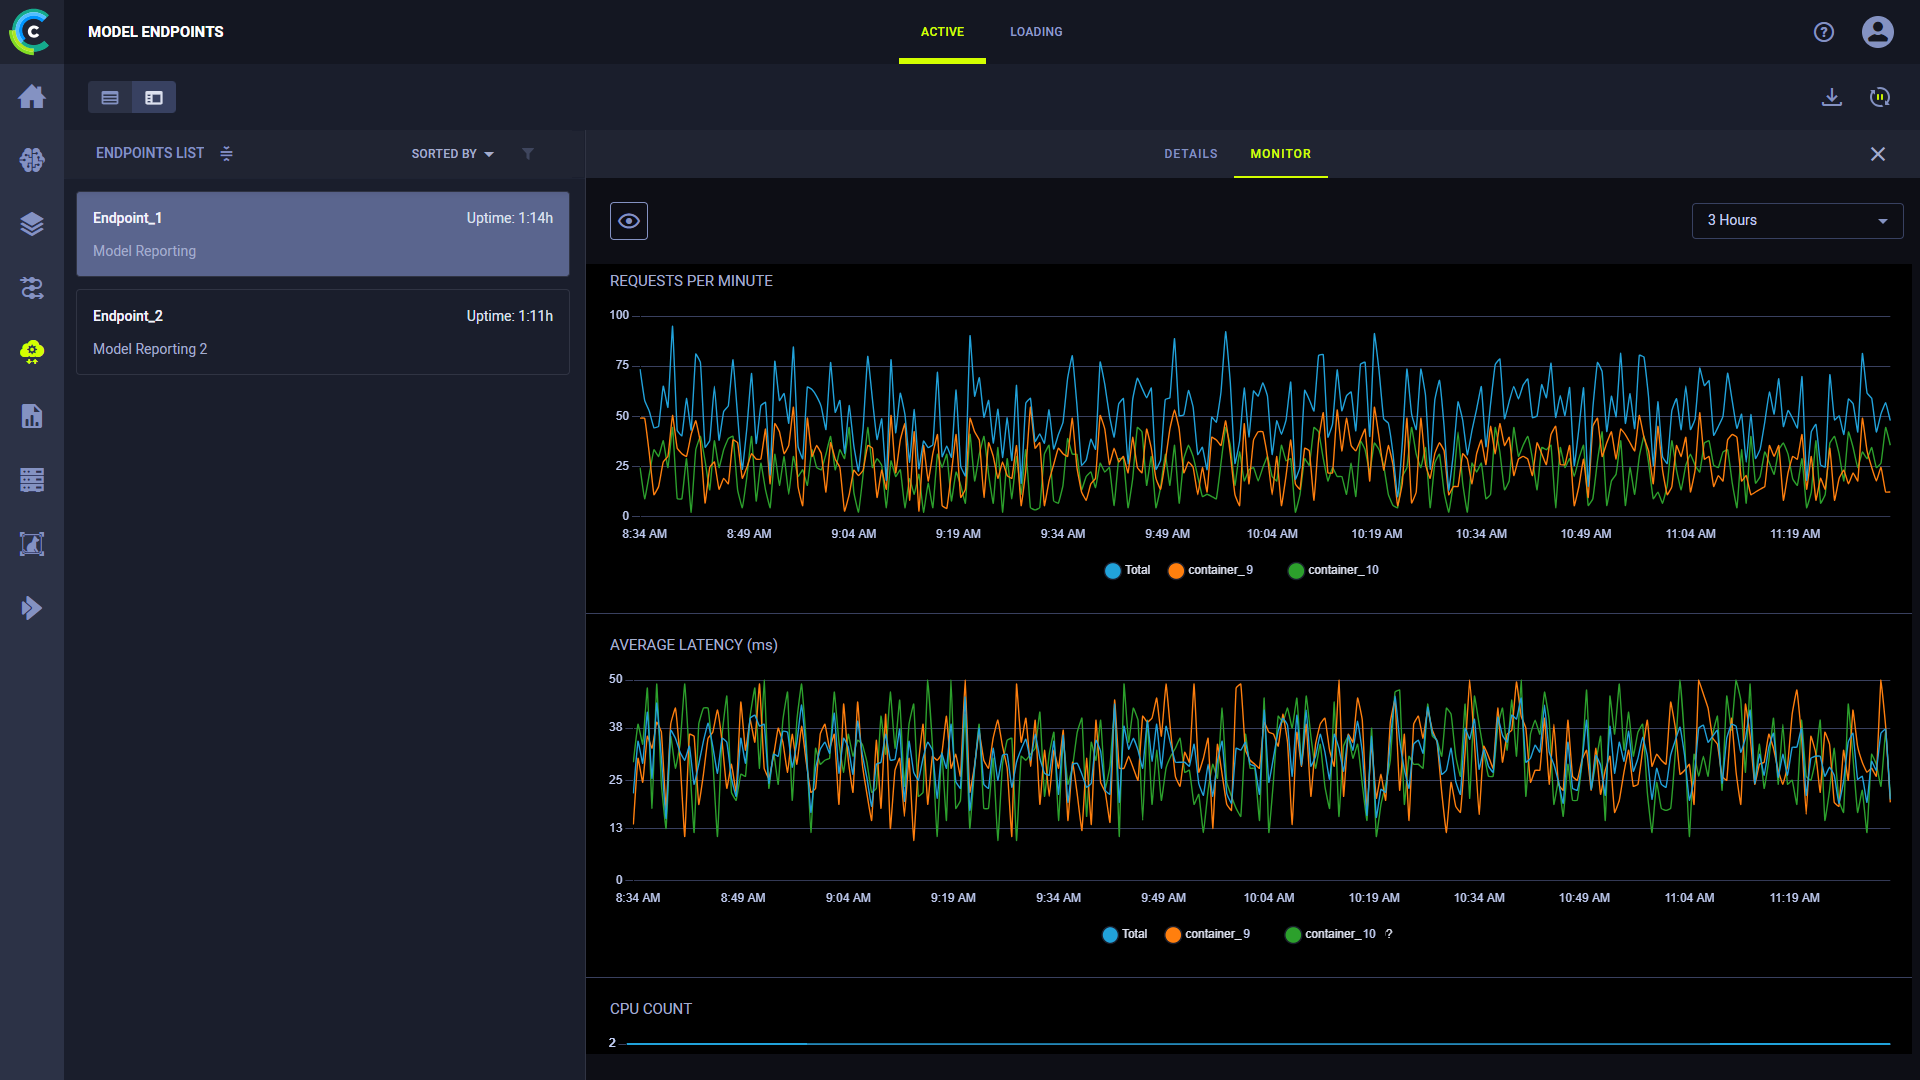 MODEL ENDPOINTS
ACTIVE
LOADING
ENDPOINTS LIST
SORTED BY
DETAILS
MONITOR
Endpoint_1
Uptime: 1:14h
Model Reporting
Endpoint_2
Uptime: 1:11h
Model Reporting 2
3 Hours
REQUESTS PER MINUTE
100
75
50
25
0
8:34 AM 8:49 AM 9:04 AM 9:19 AM 9:34 AM 9:49 AM 10:04 AM 10:19 AM 10:34 AM 10:49 AM 11:04 AM 11:19 AM
Total container_9 container_10
AVERAGE LATENCY (ms)
50
38
25
13
0
8:34 AM 8:49 AM 9:04 AM 9:19 AM 9:34 AM 9:49 AM 10:04 AM 10:19 AM 10:34 AM 10:49 AM 11:04 AM 11:19 AM
Total container_9 container_10 ?
CPU COUNT
2